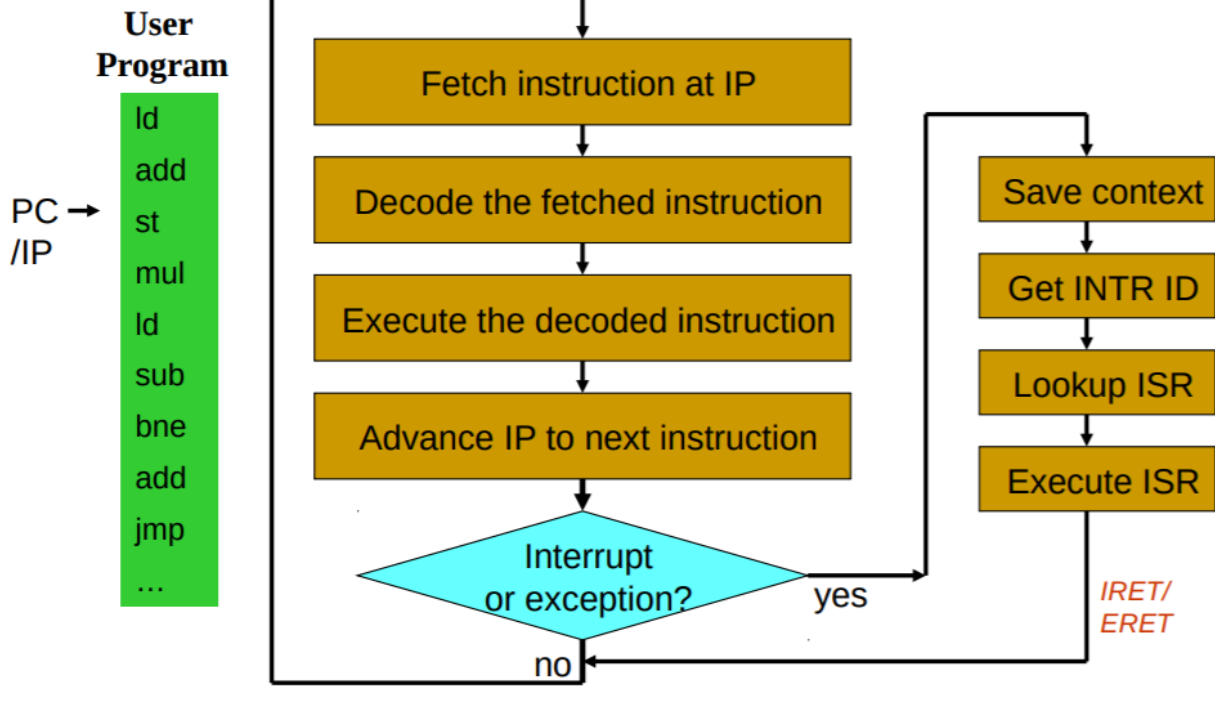 User
Program
ld
add
st
mul
ld
sub
bne
add
jmp
…
PC
/IP
Fetch instruction at IP
Decode the fetched instruction
Execute the decoded instruction
Advance IP to next instruction
Interrupt
or exception?
yes
no
Save context
Get INTR ID
Lookup ISR
Execute ISR
IRET/
ERET